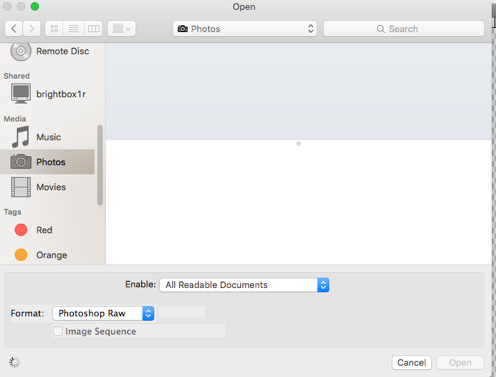 Open
Photos
Search
Remote Disc
Shared
brightbox1r
Media
Music
Photos
Movies
Tags
Red
Orange
Enable: All Readable Documents
Format: Photoshop Raw
Image Sequence
Cancel Open